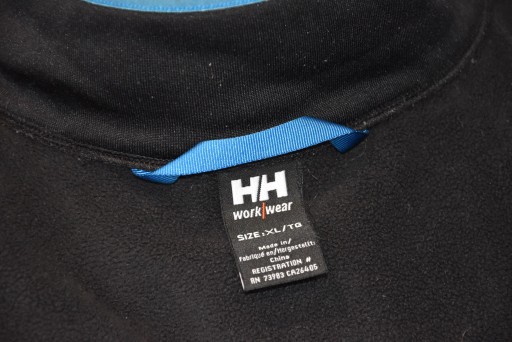 HH
work/wear
SIZE:XL/TG
Made in/
Fabriqué en/Hergestellt:
China
REGISTRATION #
RN 73983 CA26405